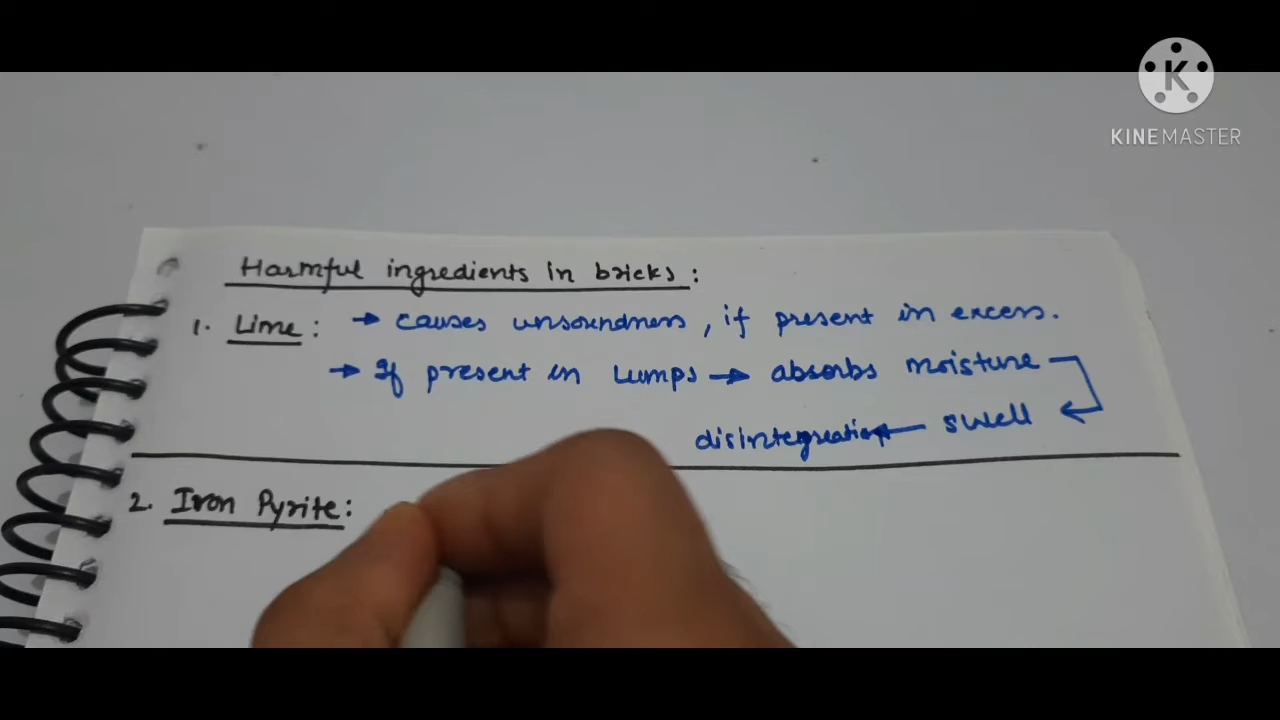 K
KINEMASTER
Harmful ingredients in bricks:
1. Lime: → causes unsoundness, if present in excess.
→ If present in lumps → absorbs moisture
disintegreation ← swell
2. Iron Pyrite: